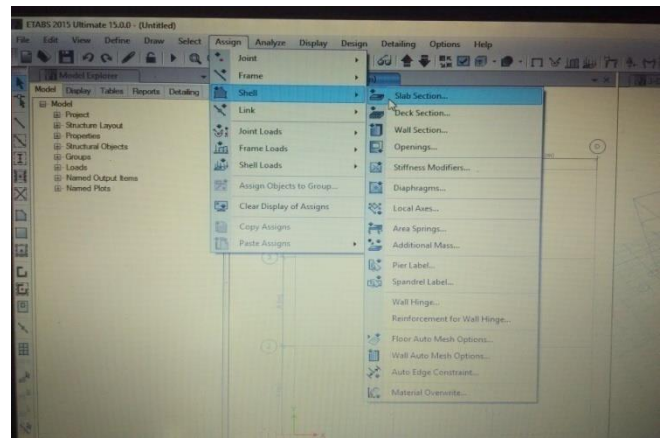 ETABS 2015 Ultimate 15.0.0 - (Untitled)
File Edit View Define Draw Select Assign Analyze Display Design Detailing Options Help
Model Explorer
Model Display Tables Reports Detailing
Model
Project
Structure Layout
Properties
Structural Objects
Groups
Loads
Named Output Items
Named Plots
Joint
Frame
Shell
Link
Joint Loads
Frame Loads
Shell Loads
Assign Objects to Group...
Clear Display of Assigns
Copy Assigns
Paste Assigns
Slab Section...
Deck Section...
Wall Section...
Openings...
Stiffness Modifiers...
Diaphragms...
Local Axes...
Area Springs...
Additional Mass...
Pier Label...
Spandrel Label...
Wall Hinge...
Reinforcement for Wall Hinge...
Floor Auto Mesh Options...
Wall Auto Mesh Options...
Auto Edge Constraint...
Material Overwrite...